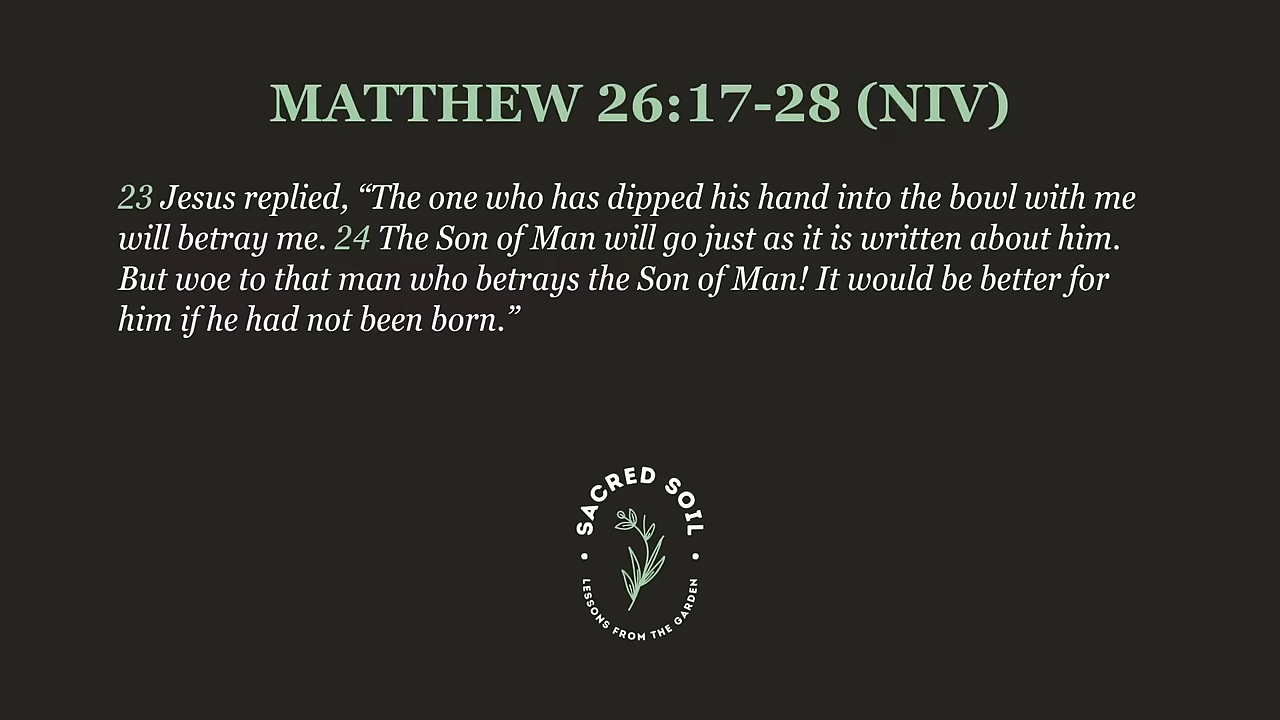 MATTHEW 26:17-28 (NIV)
23 Jesus replied, “The one who has dipped his hand into the bowl with me
will betray me. 24 The Son of Man will go just as it is written about him.
But woe to that man who betrays the Son of Man! It would be better for
him if he had not been born.”
SACRED SOIL
LESSONS FROM THE GARDEN